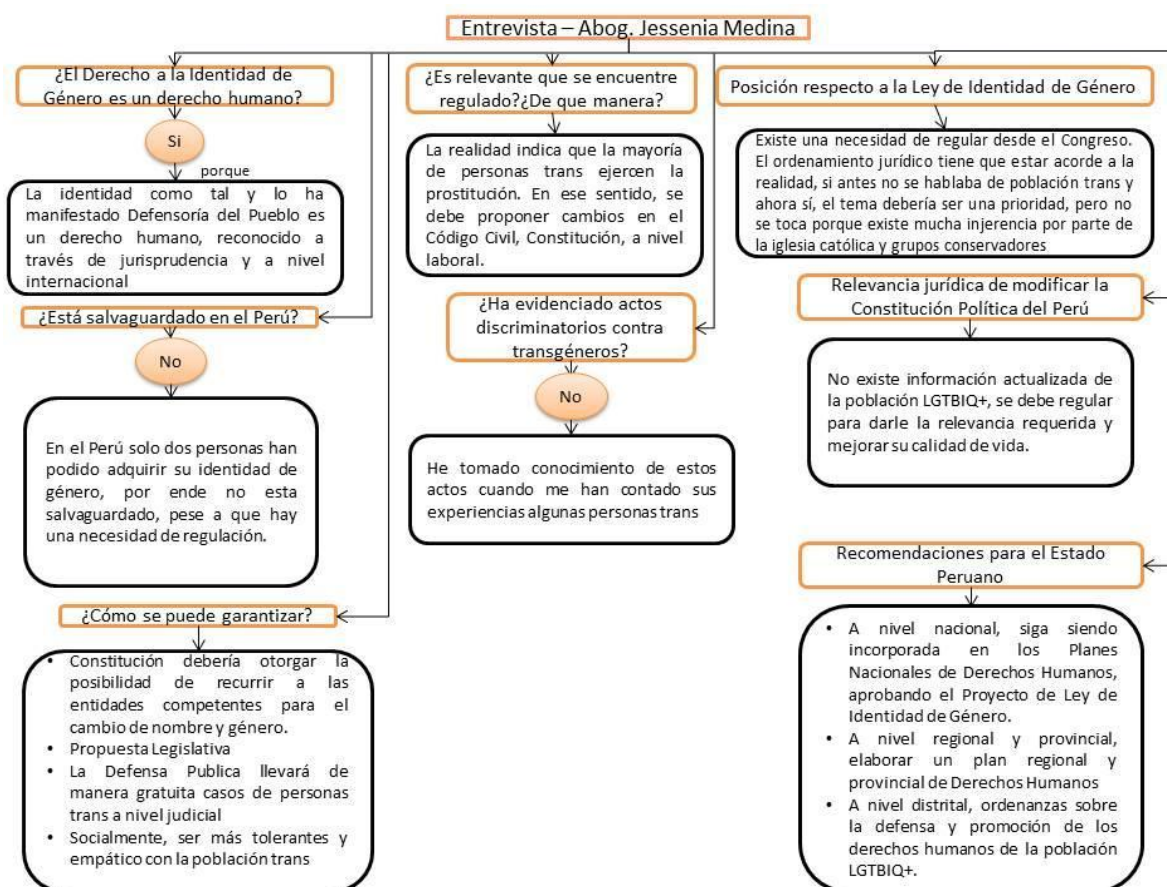 Entrevista – Abog. Jessenia Medina
¿El Derecho a la Identidad de
Género es un derecho humano?
Si
porque
La identidad como tal y lo ha
manifestado Defensoría del Pueblo es
un derecho humano, reconocido a
través de jurisprudencia y a nivel
internacional
¿Está salvaguardado en el Perú?
No
En el Perú solo dos personas han
podido adquirir su identidad de
género, por ende no esta
salvaguardado, pese a que hay
una necesidad de regulación.
¿Cómo se puede garantizar?
• Constitución debería otorgar la
posibilidad de recurrir a las
entidades competentes para el
cambio de nombre y género.
• Propuesta Legislativa
• La Defensa Publica llevará de
manera gratuita casos de personas
trans a nivel judicial
• Socialmente, ser más tolerantes y
empático con la población trans
¿Es relevante que se encuentre
regulado?¿De que manera?
La realidad indica que la mayoría
de personas trans ejercen la
prostitución. En ese sentido, se
debe proponer cambios en el
Código Civil, Constitución, a nivel
laboral.
¿Ha evidenciado actos
discriminatorios contra
transgéneros?
No
He tomado conocimiento de estos
actos cuando me han contado sus
experiencias algunas personas trans
Posición respecto a la Ley de Identidad de Género
Existe una necesidad de regular desde el Congreso.
El ordenamiento jurídico tiene que estar acorde a la
realidad, si antes no se hablaba de población trans y
ahora sí, el tema debería ser una prioridad, pero no
se toca porque existe mucha injerencia por parte de
la iglesia católica y grupos conservadores
Relevancia jurídica de modificar la
Constitución Política del Perú
No existe información actualizada de
la población LGTBIQ+, se debe regular
para darle la relevancia requerida y
mejorar su calidad de vida.
Recomendaciones para el Estado
Peruano
• A nivel nacional, siga siendo
incorporada en los Planes
Nacionales de Derechos Humanos,
aprobando el Proyecto de Ley de
Identidad de Género.
• A nivel regional y provincial,
elaborar un plan regional y
provincial de Derechos Humanos
• A nivel distrital, ordenanzas sobre
la defensa y promoción de los
derechos humanos de la población
LGTBIQ+.